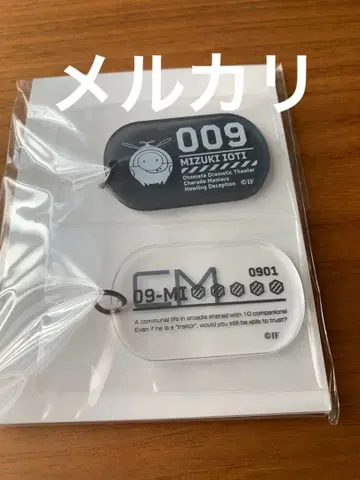 メルカリ
009
MIZUKI IOTI
Otomate Dramatic Theater
Charade Maniacs
Howling Deception
©IF
CM
0901
09-MI
A communal life in arcadia shared with 10 companions!
Even if he is a "traitor", would you still be able to trust?
©IF